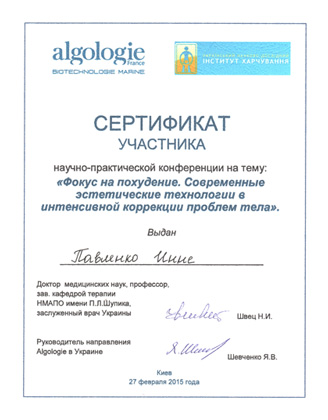 algologie
France
BIOTECHNOLOGIE MARINE
ІНСТИТУТ ХАРЧУВАННЯ
СЕРТИФИКАТ
УЧАСТНИКА
научно-практической конференции на тему:
«Фокус на похудение. Современные
эстетические технологии в
интенсивной коррекции проблем тела».
Выдан
Павленко Инне
Доктор медицинских наук, профессор,
зав. кафедрой терапии
НМАПО имени П.Л.Шупика,
заслуженный врач Украины
Швец Н.И.
Руководитель направления
Algologie в Украине
Шевченко Я.В.
Киев
27 февраля 2015 года